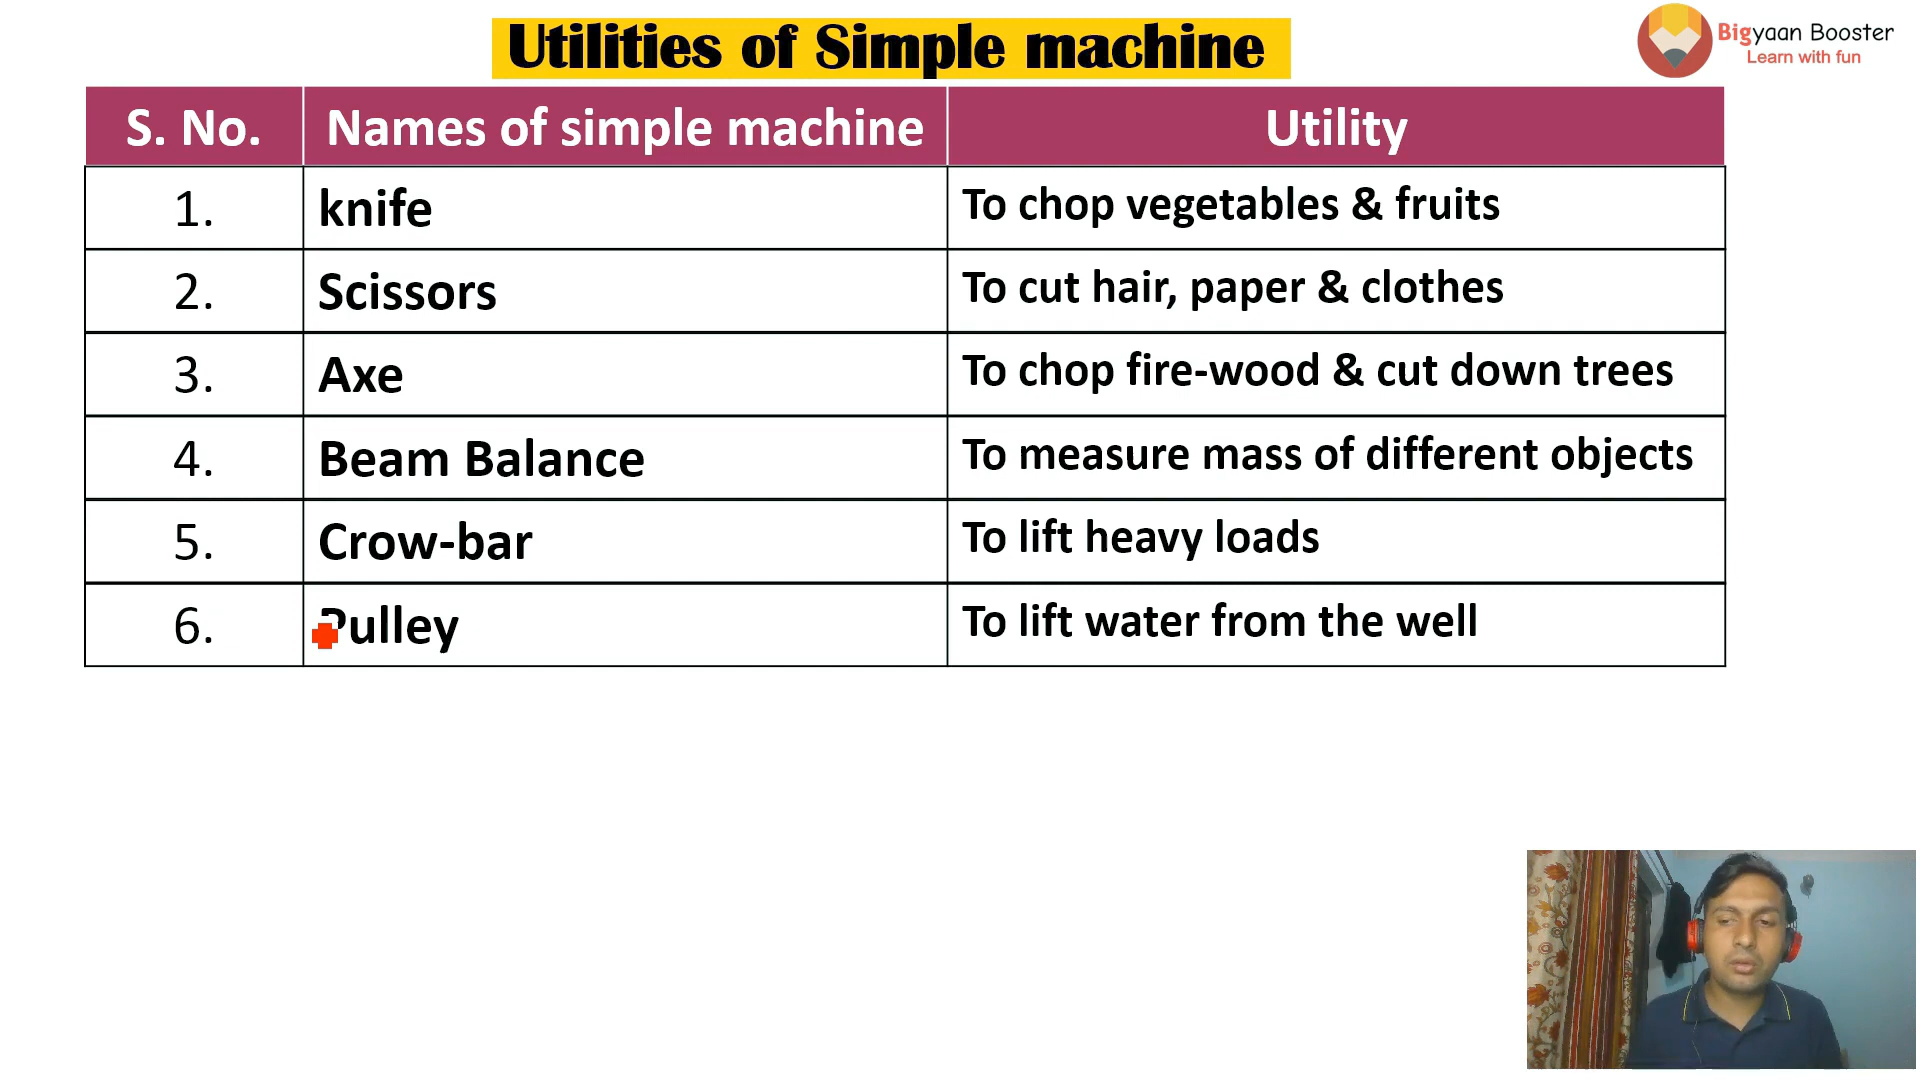 Utilities of Simple machine
Bigyaan Booster
Learn with fun
S. No. Names of simple machine Utility
1. knife To chop vegetables & fruits
2. Scissors To cut hair, paper & clothes
3. Axe To chop fire-wood & cut down trees
4. Beam Balance To measure mass of different objects
5. Crow-bar To lift heavy loads
6. Pulley To lift water from the well